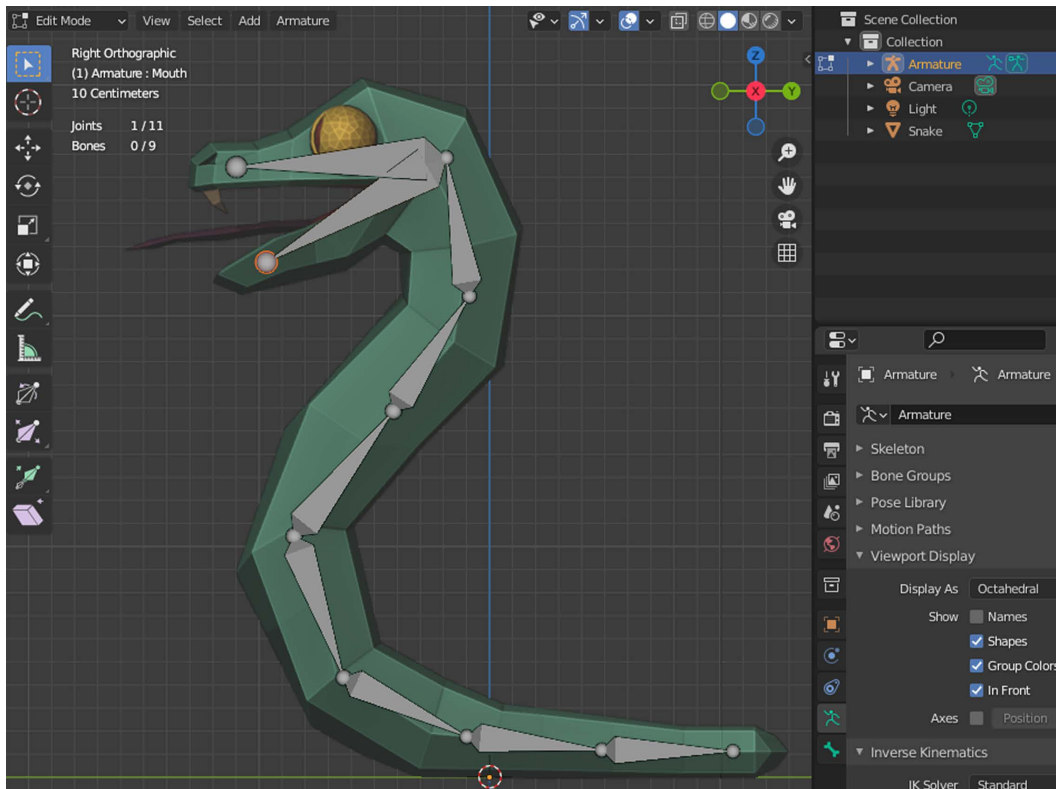 Edit Mode View Select Add Armature
Right Orthographic
(1) Armature : Mouth
10 Centimeters
Joints 1 / 11
Bones 0 / 9
Z
X
Y
Scene Collection
Collection
Armature
Camera
Light
Snake
Armature Armature
Armature
Skeleton
Bone Groups
Pose Library
Motion Paths
Viewport Display
Display As Octahedral
Show Names
Shapes
Group Colors
In Front
Axes Position
Inverse Kinematics
IK Solver Standard